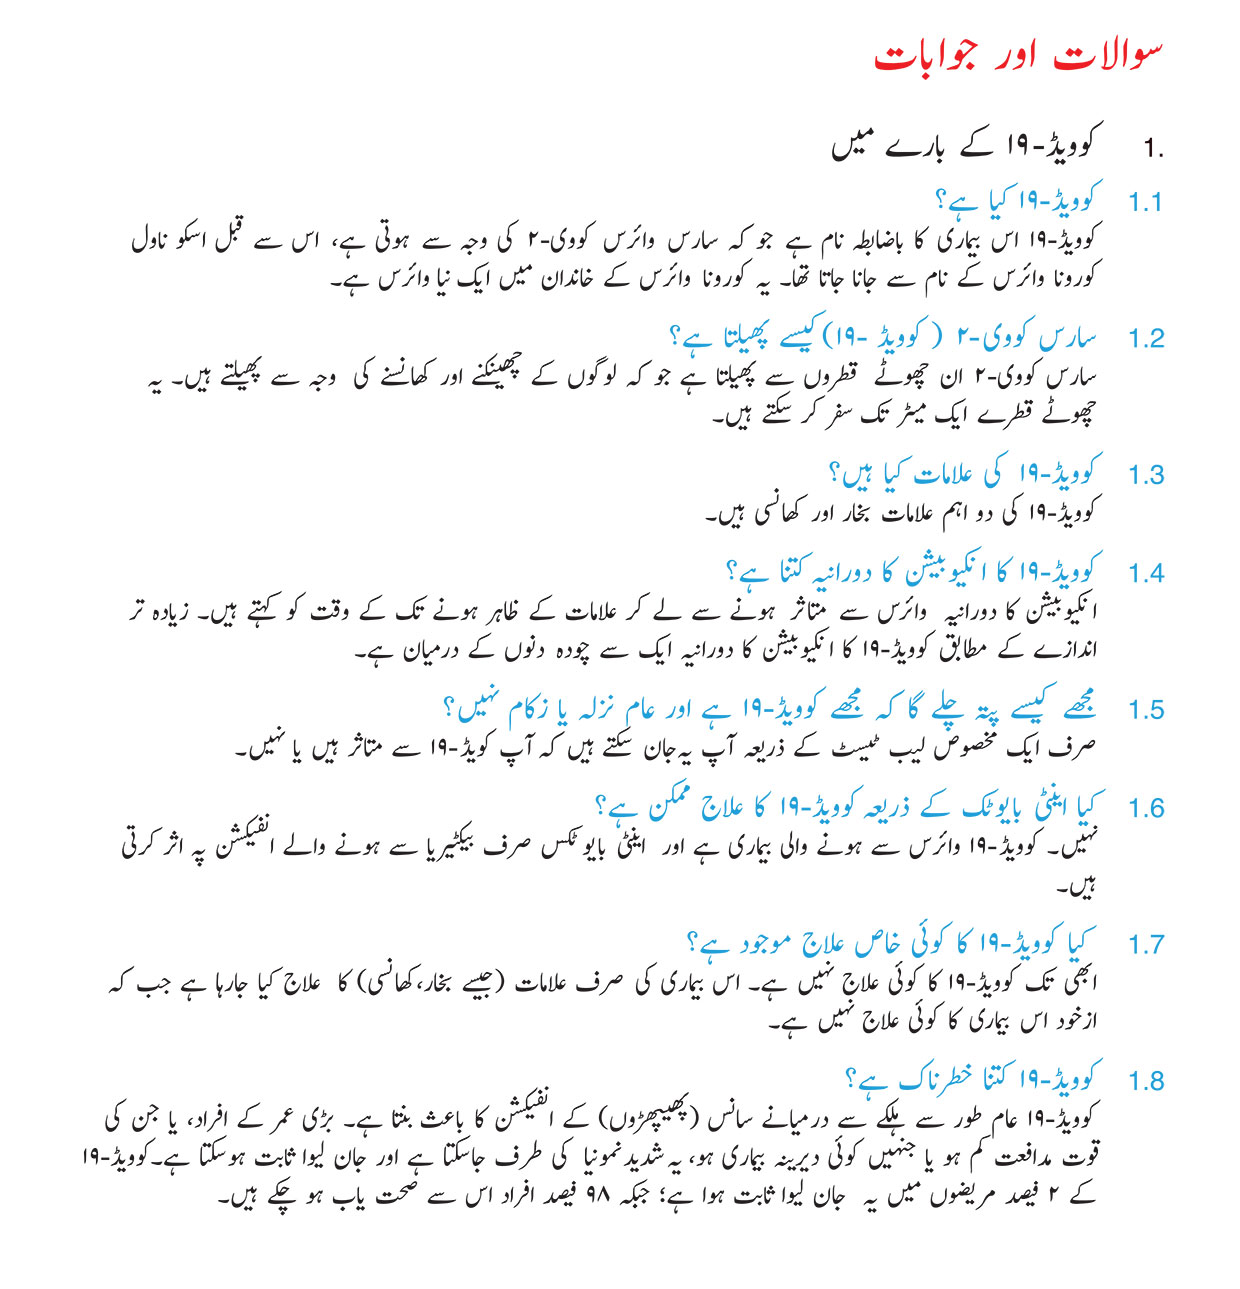 سوالات اور جوابات
1. کوویڈ-۱۹ کے بارے میں
1.1 کوویڈ-۱۹ کیا ہے؟
کوویڈ-۱۹ اس بیماری کا باضابطہ نام ہے جو کہ سارس وائرس کووی-۲ کی وجہ سے ہوتی ہے، اس سے قبل اسکو ناول
کورونا وائرس کے نام سے جانا جاتا تھا۔ یہ کورونا وائرس کے خاندان میں ایک نیا وائرس ہے۔
1.2 سارس کووی-۲ ( کوویڈ -۱۹) کیسے پھیلتا ہے؟
سارس کووی-۲ ان چھوٹے قطروں سے پھیلتا ہے جو کہ لوگوں کے چھینکنے اور کھانسنے کی وجہ سے پھیلتے ہیں۔ یہ
چھوٹے قطرے ایک میٹر تک سفر کر سکتے ہیں۔
1.3 کوویڈ-۱۹ کی علامات کیا ہیں؟
کوویڈ-۱۹ کی دو اہم علامات بخار اور کھانسی ہیں۔
1.4 کوویڈ-۱۹ کا انکیوبیشن کا دورانیہ کتنا ہے؟
انکیوبیشن کا دورانیہ وائرس سے متاثر ہونے سے لے کر علامات کے ظاہر ہونے تک کے وقت کو کہتے ہیں۔ زیادہ تر
اندازے کے مطابق کوویڈ-۱۹ کا انکیوبیشن کا دورانیہ ایک سے چودہ دنوں کے درمیان ہے۔
1.5 مجھے کیسے پتہ چلے گا کہ مجھے کوویڈ-۱۹ ہے اور عام نزلہ یا زکام نہیں؟
صرف ایک مخصوص لیب ٹیسٹ کے ذریعہ آپ یہ جان سکتے ہیں کہ آپ کویڈ-۱۹ سے متاثر ہیں یا نہیں۔
1.6 کیا اینٹی بایوٹک کے ذریعہ کوویڈ-۱۹ کا علاج ممکن ہے؟
نہیں۔ کوویڈ-۱۹ وائرس سے ہونے والی بیماری ہے اور اینٹی بایوٹکس صرف بیکٹیریا سے ہونے والے انفیکشن پہ اثر کرتی
ہیں۔
1.7 کیا کوویڈ-۱۹ کا کوئی خاص علاج موجود ہے؟
ابھی تک کوویڈ-۱۹ کا کوئی علاج نہیں ہے۔ اس بیماری کی صرف علامات (جیسے بخار،کھانسی) کا علاج کیا جارہا ہے جب کہ
ازخود اس بیماری کا کوئی علاج نہیں ہے۔
1.8 کوویڈ-۱۹ کتنا خطرناک ہے؟
کوویڈ-۱۹ عام طور سے ہلکے سے درمیانے سانس (پھیپھڑوں) کے انفیکشن کا باعث بنتا ہے۔ بڑی عمر کے افراد، یا جن کی
قوت مدافعت کم ہو یا جنہیں کوئی دیرینہ بیماری ہو، یہ شدید نمونیا کی طرف جاسکتا ہے اور جان لیوا ثابت ہوسکتا ہے۔کوویڈ-۱۹
کے ۲ فیصد مریضوں میں یہ جان لیوا ثابت ہوا ہے؛ جبکہ ۹۸ فیصد افراد اس سے صحت یاب ہو چکے ہیں۔